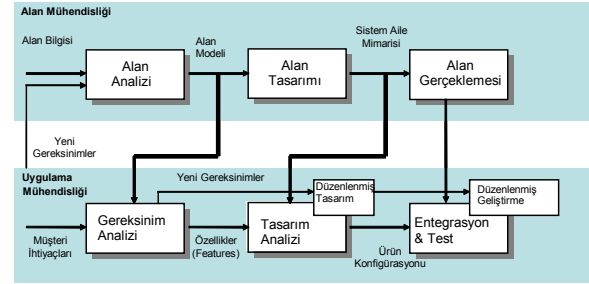 Alan Mühendisliği
Alan Bilgisi
Alan
Modeli
Sistem Aile
Mimarisi
Alan
Analizi
Alan
Tasarımı
Alan
Gerçeklemesi
Yeni
Gereksinimler
Uygulama
Mühendisliği
Yeni Gereksinimler
Düzenlenmiş
Tasarım
Düzenlenmiş
Geliştirme
Gereksinim
Analizi
Tasarım
Analizi
Entegrasyon
& Test
Müşteri
İhtiyaçları
Özellikler
(Features)
Ürün
Konfigürasyonu